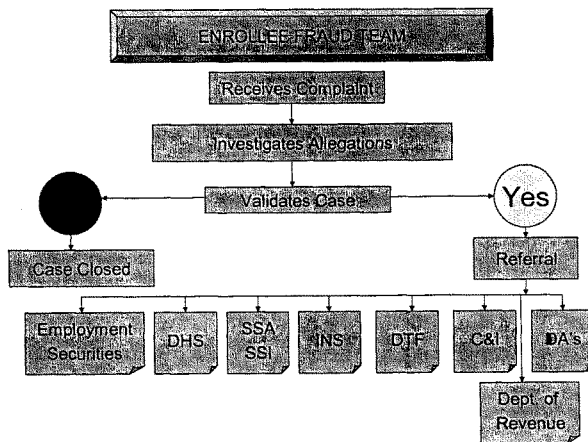 ENROLLEE FRAUD TEAM
Receives Complaint
Investigates Allegations
Validates Case
Yes
Case Closed
Referral
Employment
Securities
DHS
SSA
SSI
INS
DTF
C&I
DA's
Dept. of
Revenue